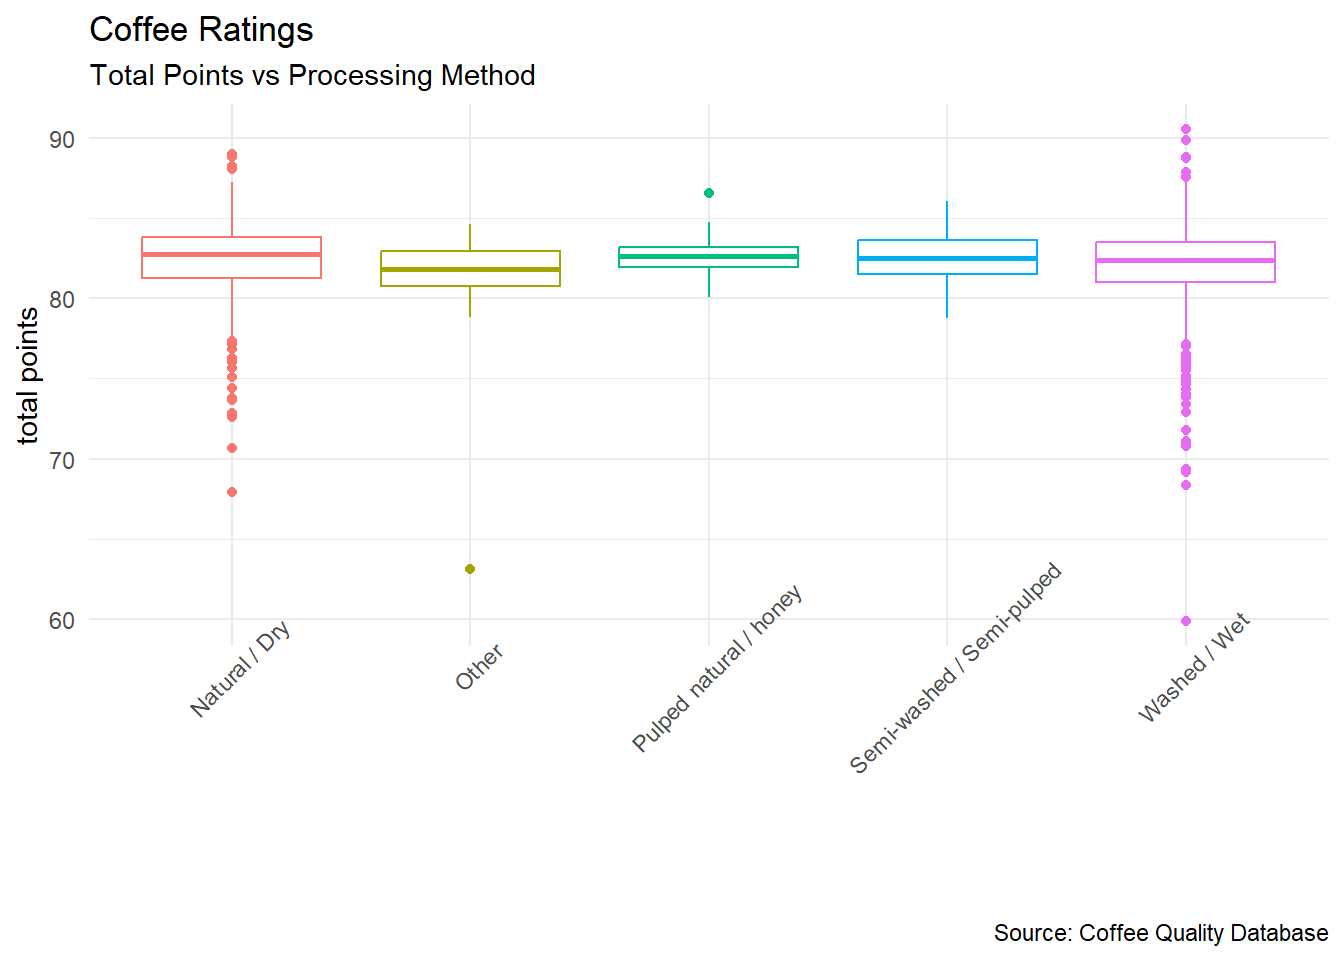 Coffee Ratings
Total Points vs Processing Method
90
80
70
60
total points
Natural / Dry
Other
Pulped natural / honey
Semi-washed / Semi-pulped
Washed / Wet
Source: Coffee Quality Database